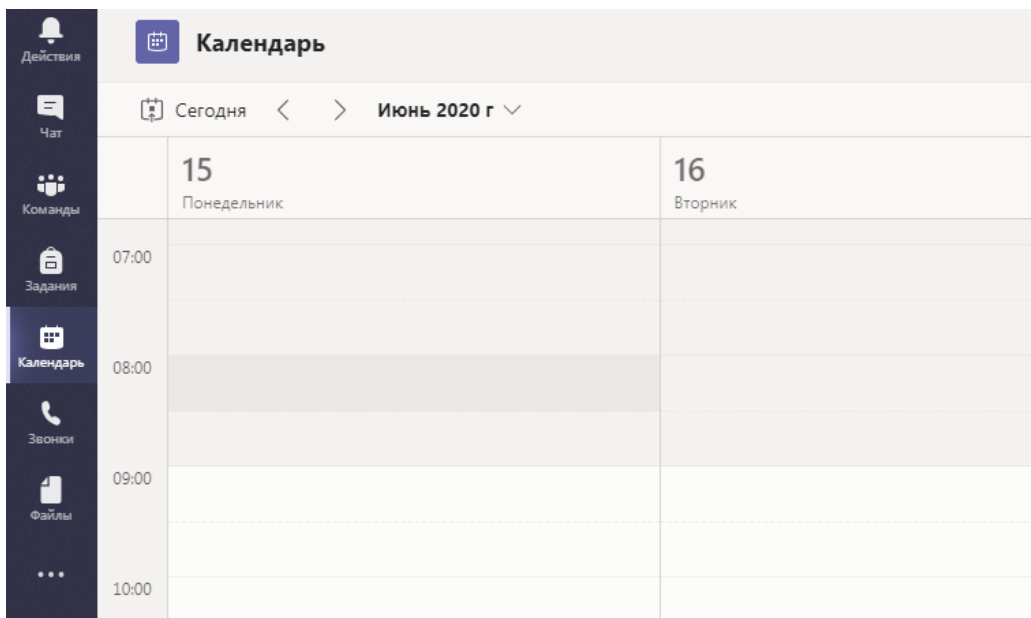 Действия
Чат
Команды
Задания
Календарь
Звонки
Файлы
Календарь
Сегодня
Июнь 2020 г
15
Понедельник
16
Вторник
07:00
08:00
09:00
10:00